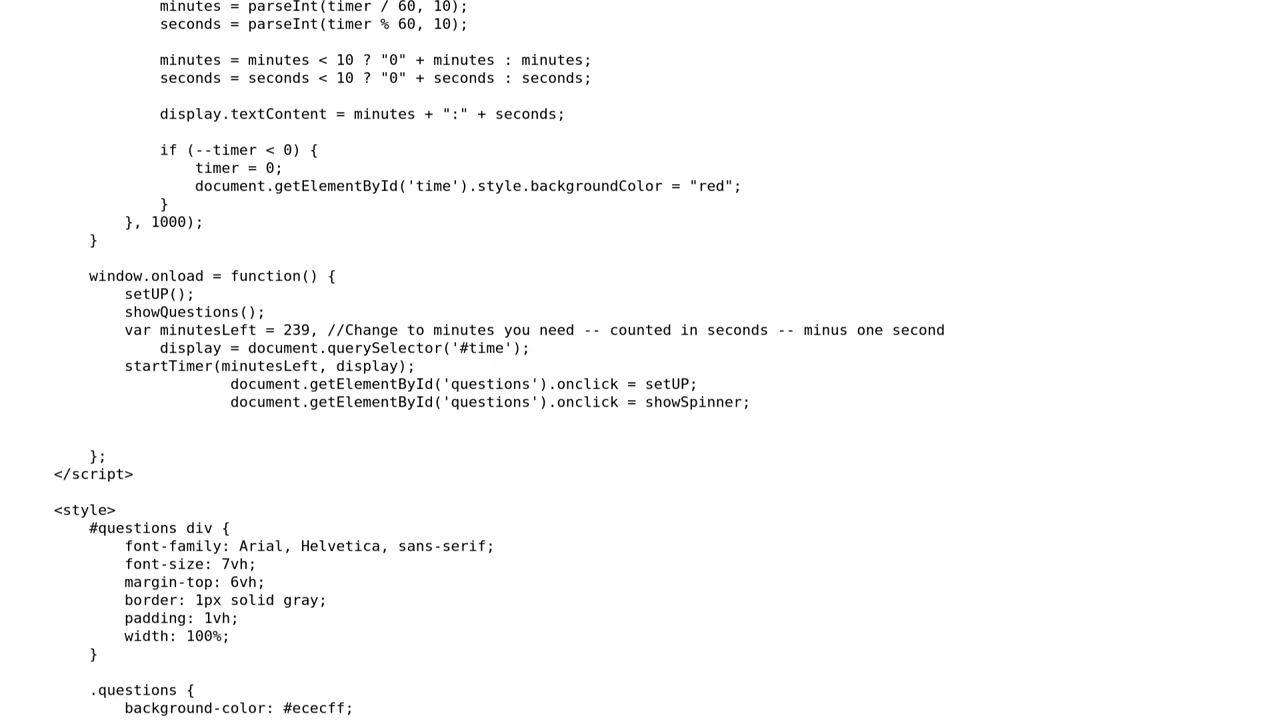 minutes = parseInt(timer / 60, 10);
            seconds = parseInt(timer % 60, 10);

            minutes = minutes < 10 ? "0" + minutes : minutes;
            seconds = seconds < 10 ? "0" + seconds : seconds;

            display.textContent = minutes + ":" + seconds;

            if (--timer < 0) {
                timer = 0;
                document.getElementById('time').style.backgroundColor = "red";
            }
        }, 1000);
    }

    window.onload = function() {
        setUP();
        showQuestions();
        var minutesLeft = 239, //Change to minutes you need -- counted in seconds -- minus one second
            display = document.querySelector('#time');
        startTimer(minutesLeft, display);
                    document.getElementById('questions').onclick = setUP;
                    document.getElementById('questions').onclick = showSpinner;


    };
</script>

<style>
    #questions div {
        font-family: Arial, Helvetica, sans-serif;
        font-size: 7vh;
        margin-top: 6vh;
        border: 1px solid gray;
        padding: 1vh;
        width: 100%;
    }

    .questions {
        background-color: #ececff;